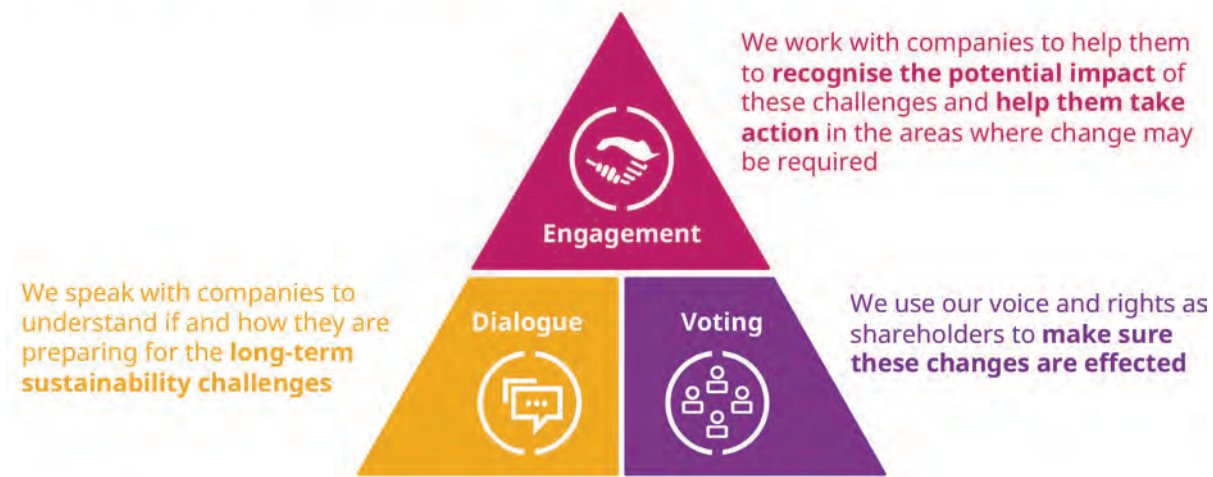 We work with companies to help them
to recognise the potential impact of
these challenges and help them take
action in the areas where change may
be required
Engagement
We speak with companies to
understand if and how they are
preparing for the long-term
sustainability challenges
Dialogue
Voting
We use our voice and rights as
shareholders to make sure
these changes are effected